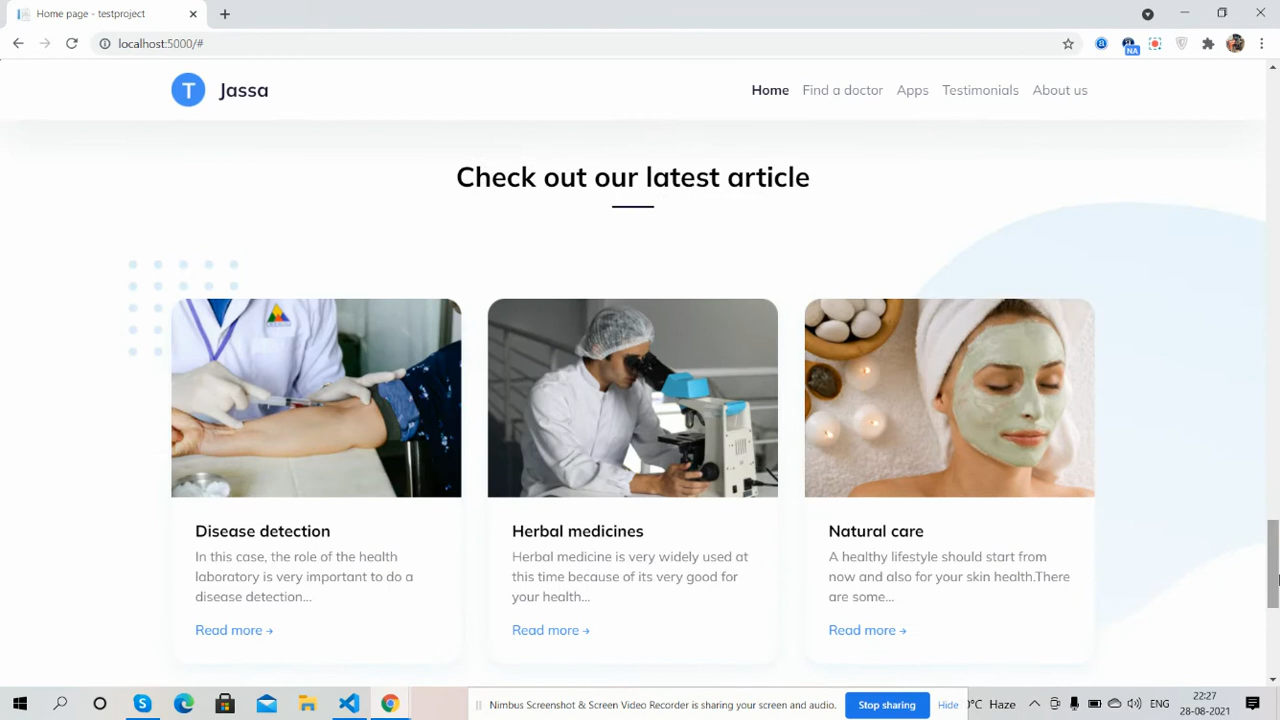 Home page - testproject
localhost:5000/#
NA
T
Jassa
Home
Find a doctor
Apps
Testimonials
About us
Check out our latest article
Disease detection
In this case, the role of the health
laboratory is very important to do a
disease detection...
Read more →
Herbal medicines
Herbal medicine is very widely used at
this time because of its very good for
your health...
Read more →
Natural care
A healthy lifestyle should start from
now and also for your skin health.There
are some...
Read more →
Nimbus Screenshot & Screen Video Recorder is sharing your screen and audio.
Stop sharing
Hide
0°C Haze
ENG
22:27
28-08-2021